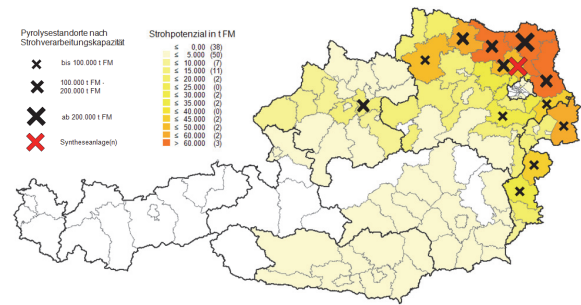 Pyrolysestandorte nach
Strohverarbeitungskapazität
bis 100.000 t FM
100.000 t FM -
200.000 t FM
ab 200.000 t FM
Syntheseanlage(n)
Strohpotenzial in t FM
≤ 0,00 (38)
≤ 5.000 (50)
≤ 10.000 (7)
≤ 15.000 (11)
≤ 20.000 (2)
≤ 25.000 (0)
≤ 30.000 (2)
≤ 35.000 (2)
≤ 40.000 (0)
≤ 45.000 (2)
≤ 50.000 (2)
≤ 60.000 (2)
> 60.000 (3)